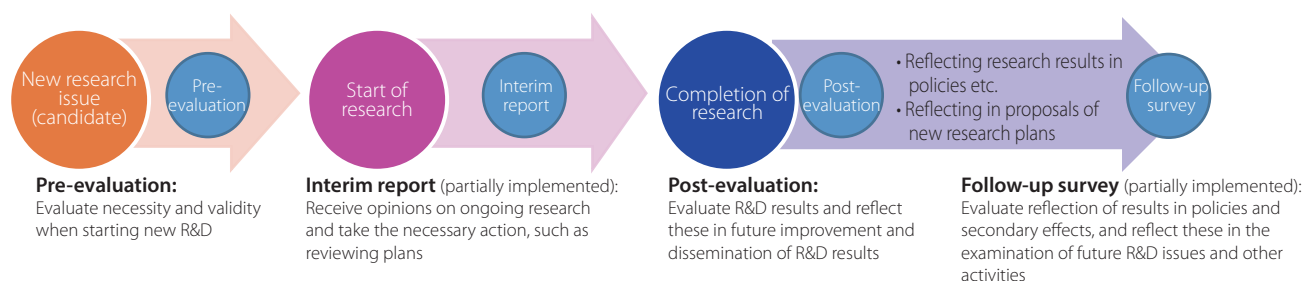 New research
issue
(candidate)
Pre-
evaluation
Start of
research
Interim
report
Completion of
research
Post-
evaluation
• Reflecting research results in
policies etc.
• Reflecting in proposals of
new research plans
Follow-up
survey
Pre-evaluation:
Evaluate necessity and validity
when starting new R&D
Interim report (partially implemented):
Receive opinions on ongoing research
and take the necessary action, such as
reviewing plans
Post-evaluation:
Evaluate R&D results and reflect
these in future improvement and
dissemination of R&D results
Follow-up survey (partially implemented):
Evaluate reflection of results in policies and
secondary effects, and reflect these in the
examination of future R&D issues and other
activities